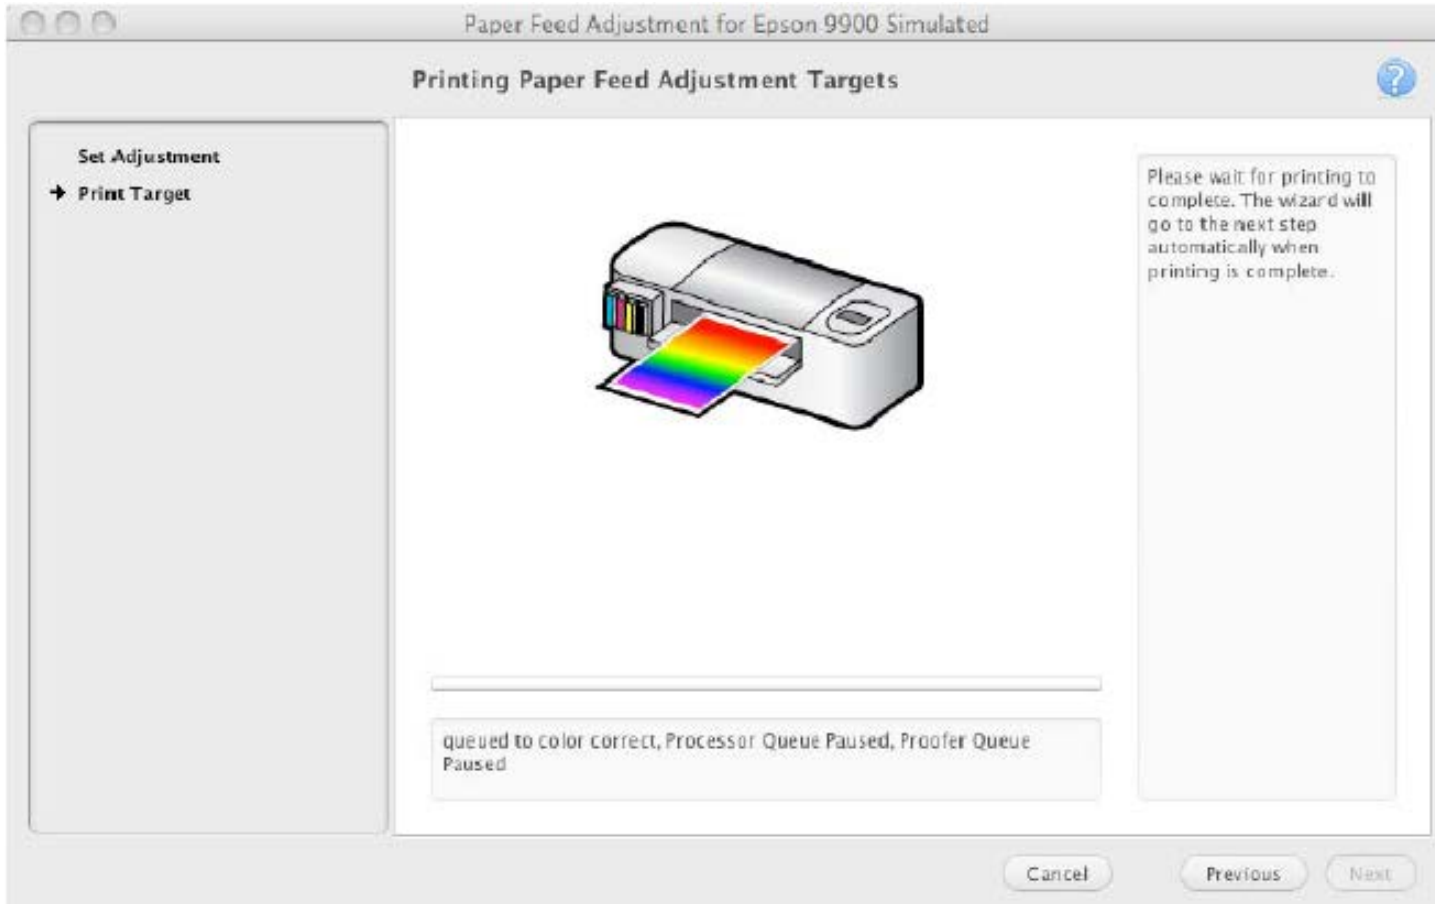 Paper Feed Adjustment for Epson 9900 Simulated
Printing Paper Feed Adjustment Targets
?
Set Adjustment
Print Target
Please wait for printing to
complete. The wizard will
go to the next step
automatically when
printing is complete.
queued to color correct, Processor Queue Paused, Proofer Queue
Paused
Cancel
Previous
Next